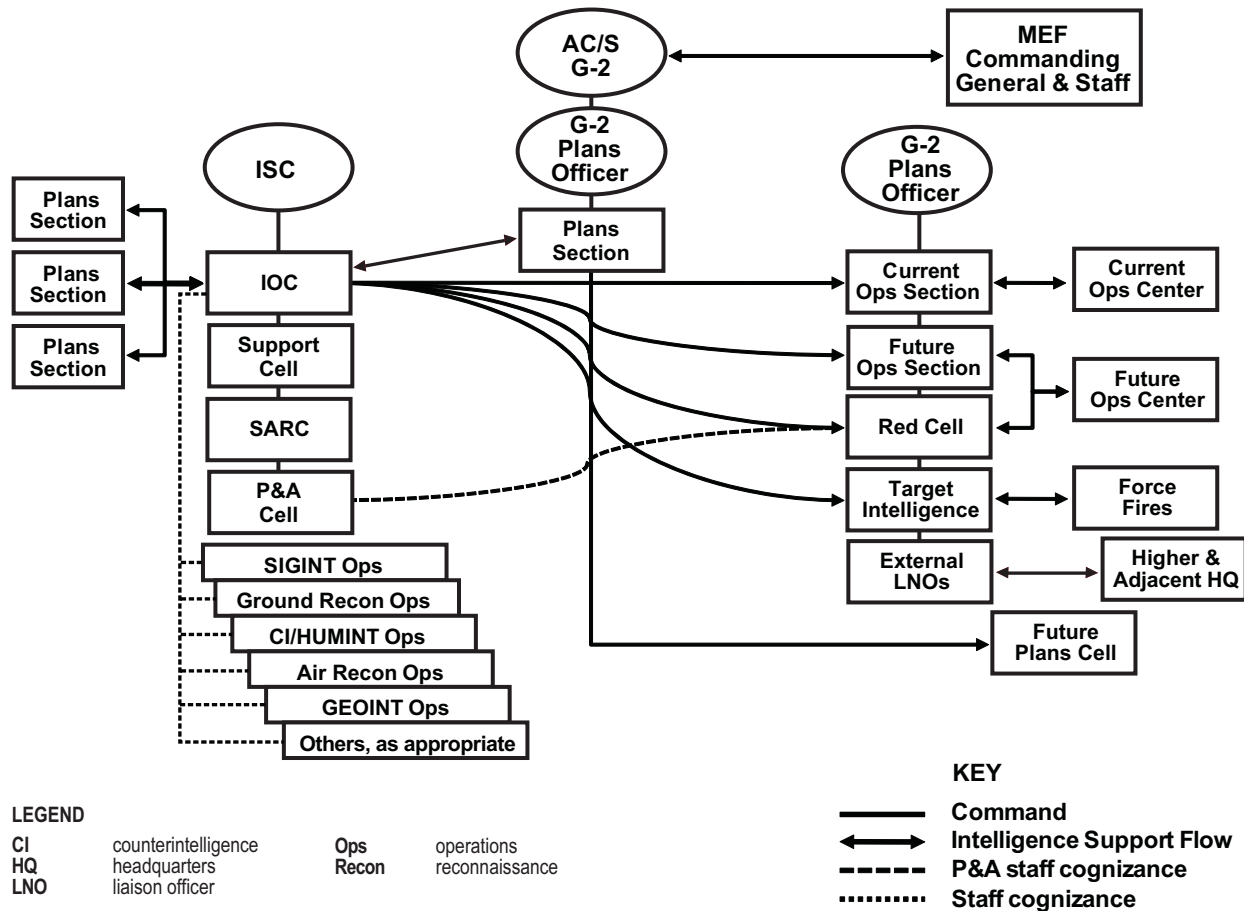 AC/S
G-2
MEF
Commanding
General & Staff
G-2
Plans
Officer
ISC
G-2
Plans
Officer
Plans
Section
Plans
Section
Plans
Section
Plans
Section
IOC
Support
Cell
SARC
P&A
Cell
Current
Ops Section
Current
Ops Center
Future
Ops Section
Future
Ops Center
Red Cell
Target
Intelligence
Force
Fires
External
LNOs
Higher &
Adjacent HQ
Future
Plans Cell
SIGINT Ops
Ground Recon Ops
CI/HUMINT Ops
Air Recon Ops
GEOINT Ops
Others, as appropriate
KEY
Command
Intelligence Support Flow
P&A staff cognizance
Staff cognizance
LEGEND
CI counterintelligence Ops operations
HQ headquarters Recon reconnaissance
LNO liaison officer